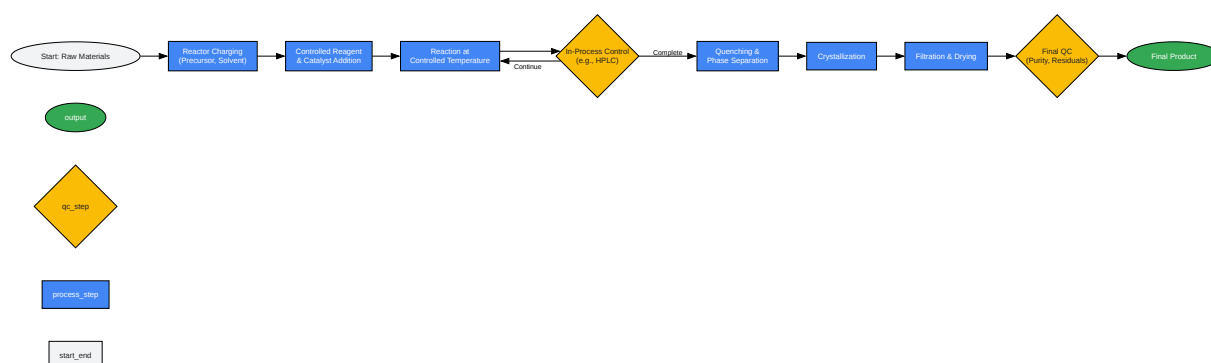 Start: Raw Materials
Reactor Charging
(Precursor, Solvent)
Controlled Reagent
& Catalyst Addition
Reaction at
Controlled Temperature
Continue
In-Process Control
(e.g., HPLC)
Complete
Quenching &
Phase Separation
Crystallization
Filtration & Drying
Final QC
(Purity, Residuals)
Final Product
output
qc_step
process_step
start_end